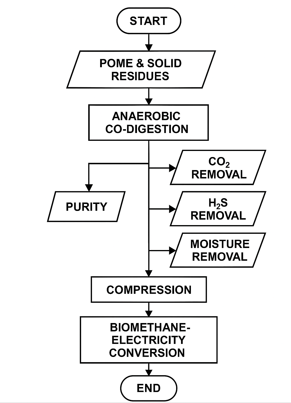 START
POME & SOLID
RESIDUES
ANAEROBIC
CO-DIGESTION
CO₂
REMOVAL
PURITY
H₂S
REMOVAL
MOISTURE
REMOVAL
COMPRESSION
BIOMETHANE-
ELECTRICITY
CONVERSION
END